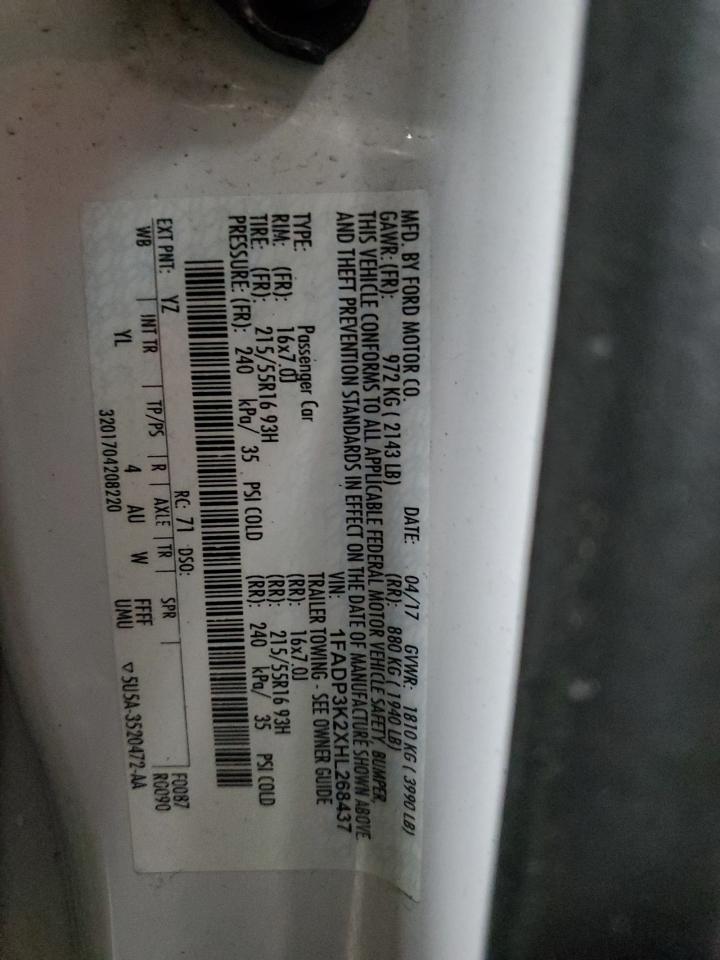 MFD. BY FORD MOTOR CO. DATE: 04/17 GVWR: 1810 KG ( 3990 LB)
GAWR: (FR): 972 KG ( 2143 LB) (RR): 880 KG ( 1940 LB)
THIS VEHICLE CONFORMS TO ALL APPLICABLE FEDERAL MOTOR VEHICLE SAFETY, BUMPER,
AND THEFT PREVENTION STANDARDS IN EFFECT ON THE DATE OF MANUFACTURE SHOWN ABOVE
VIN: 1FADP3K2XHL268437
TYPE: Passenger Car TRAILER TOWING - SEE OWNER GUIDE
RIM: (FR): 16x7.0J (RR): 16x7.0J
TIRE: (FR): 215/55R16 93H (RR): 215/55R16 93H
PRESSURE: (FR): 240 kPa/ 35 PSI COLD (RR): 240 kPa/ 35 PSI COLD
RC: 71 DSO: F0087
EXT PNT: YZ R0090
WB INT TR TP/PS R AXLE TR SPR
YL 4 AU W FFFF
UMU
3201704208220 ▽5U5A-3520472-AA